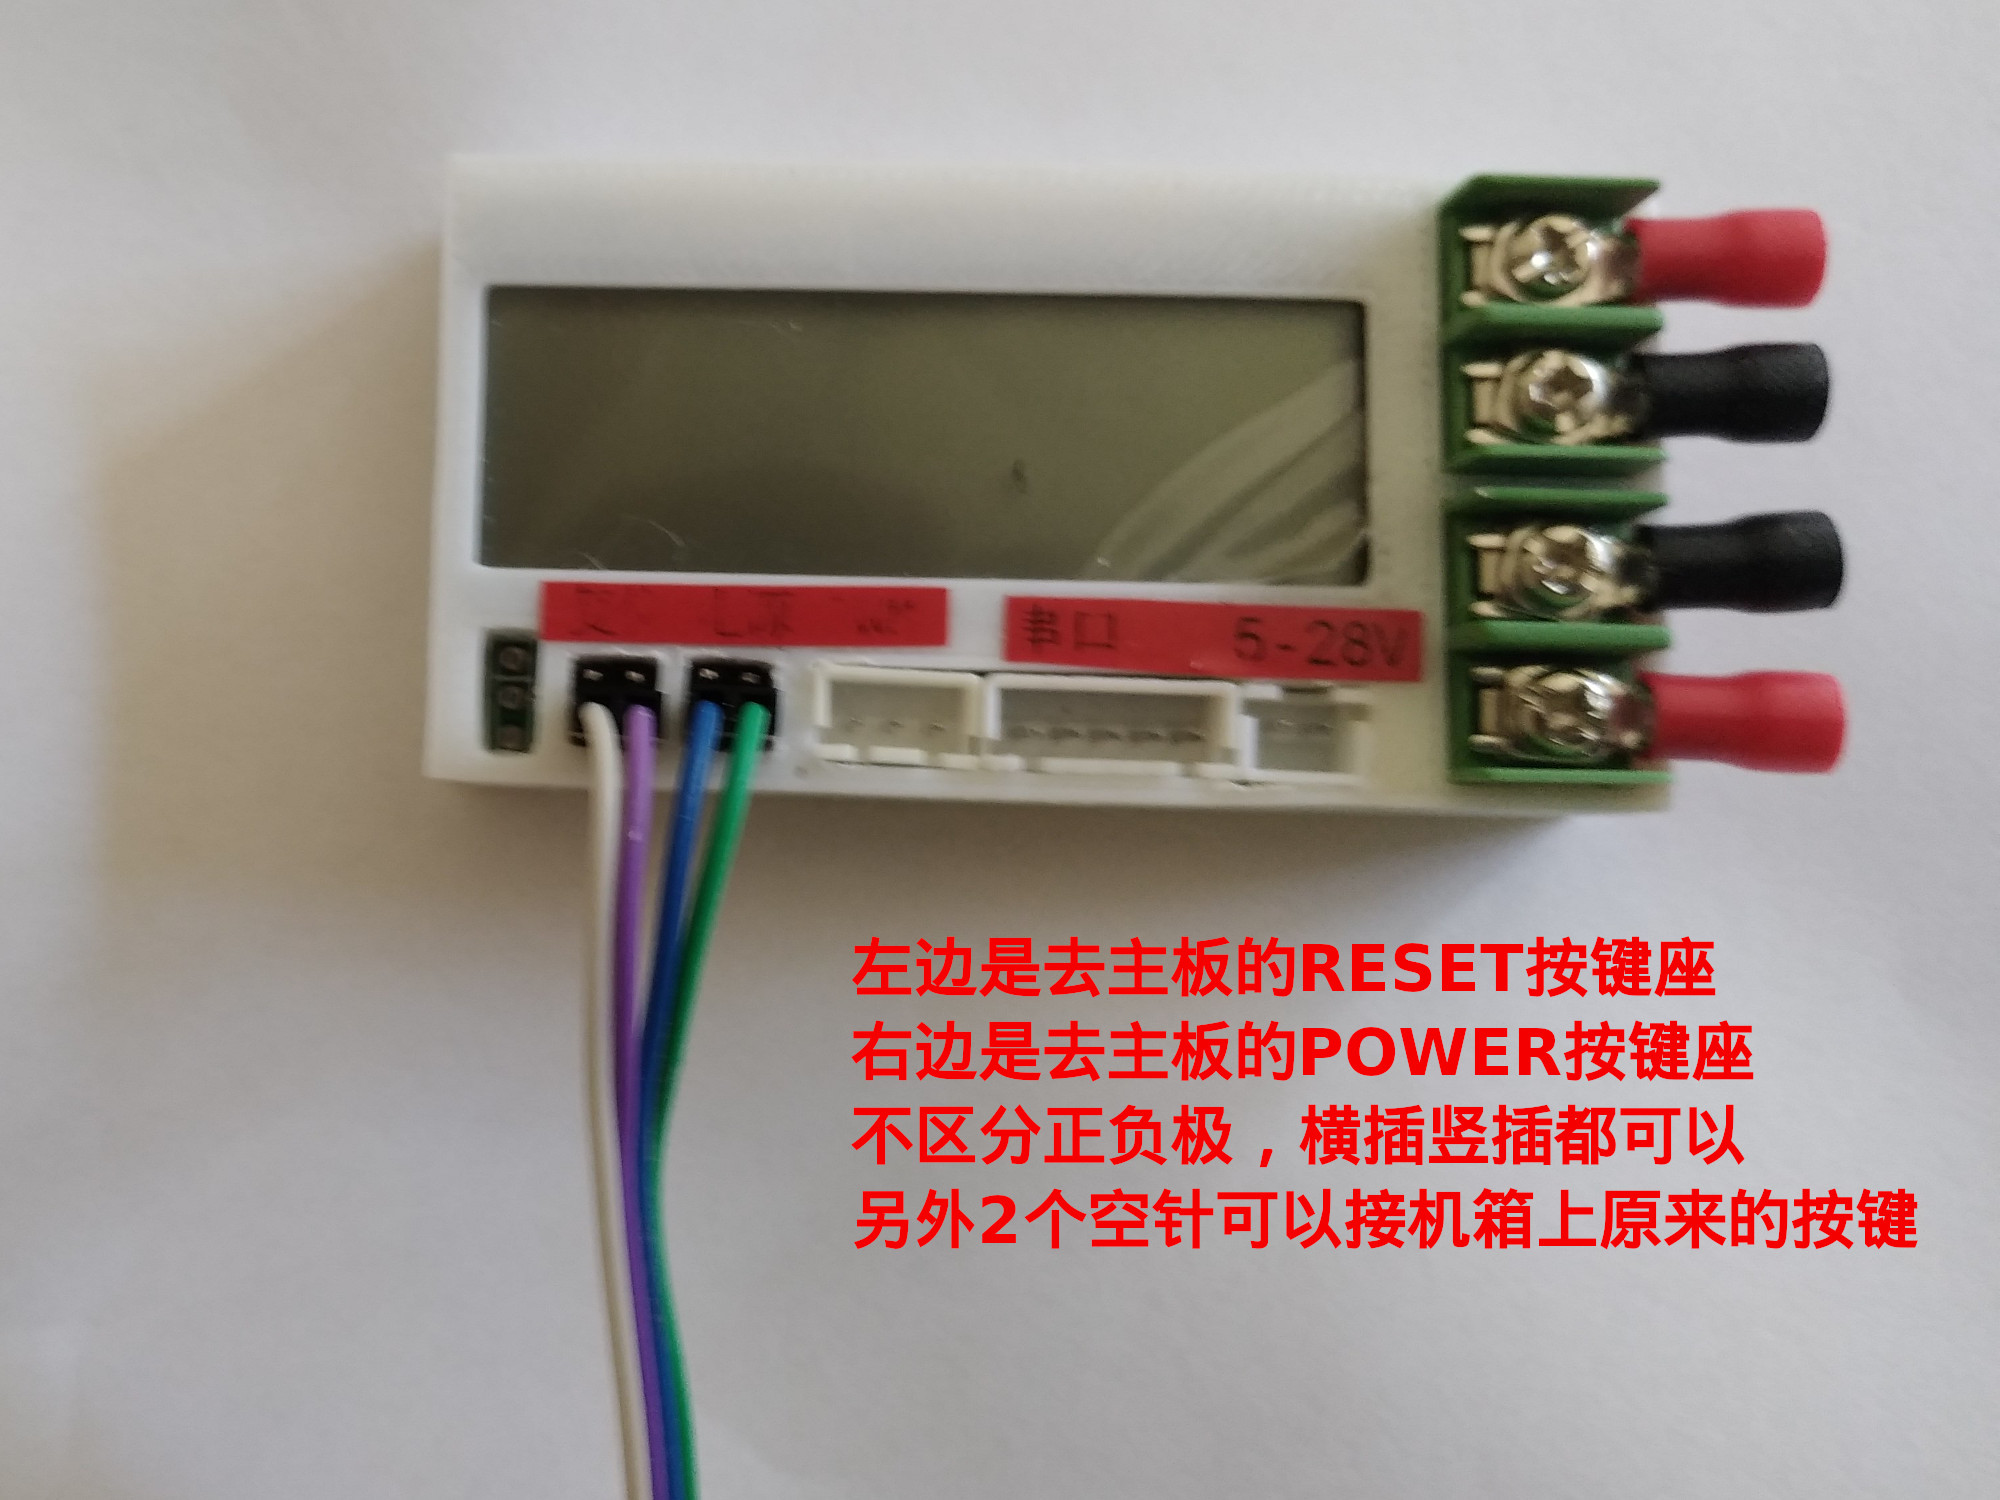 串口 5-28V
左边是去主板的RESET按键座
右边是去主板的POWER按键座
不区分正负极，横插竖插都可以
另外2个空针可以接机箱上原来的按键